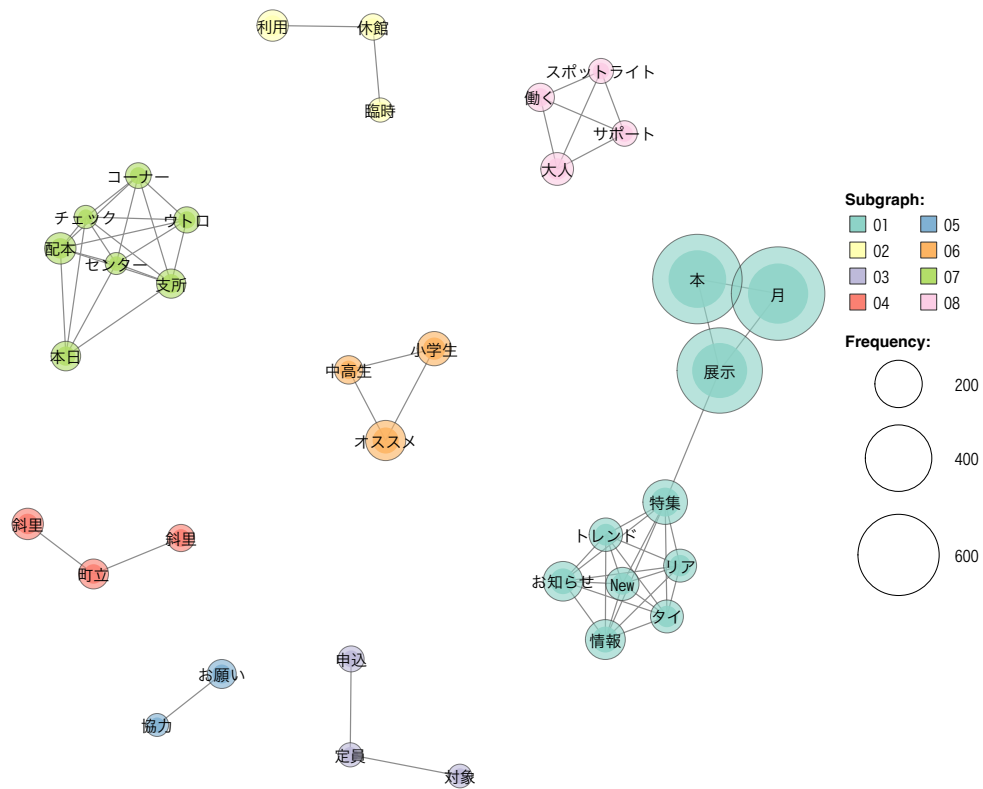 利用
休館
臨時
スポットライト
働く
サポート
大人
コーナー
チェック
ウトロ
配本
センター
支所
本日
本
月
展示
小学生
中高生
オススメ
特集
トレンド
リア
お知らせ
New
タイ
情報
斜里
斜里
町立
お願い
協力
申込
定員
対象
Subgraph:
01 05
02 06
03 07
04 08
Frequency:
200
400
600